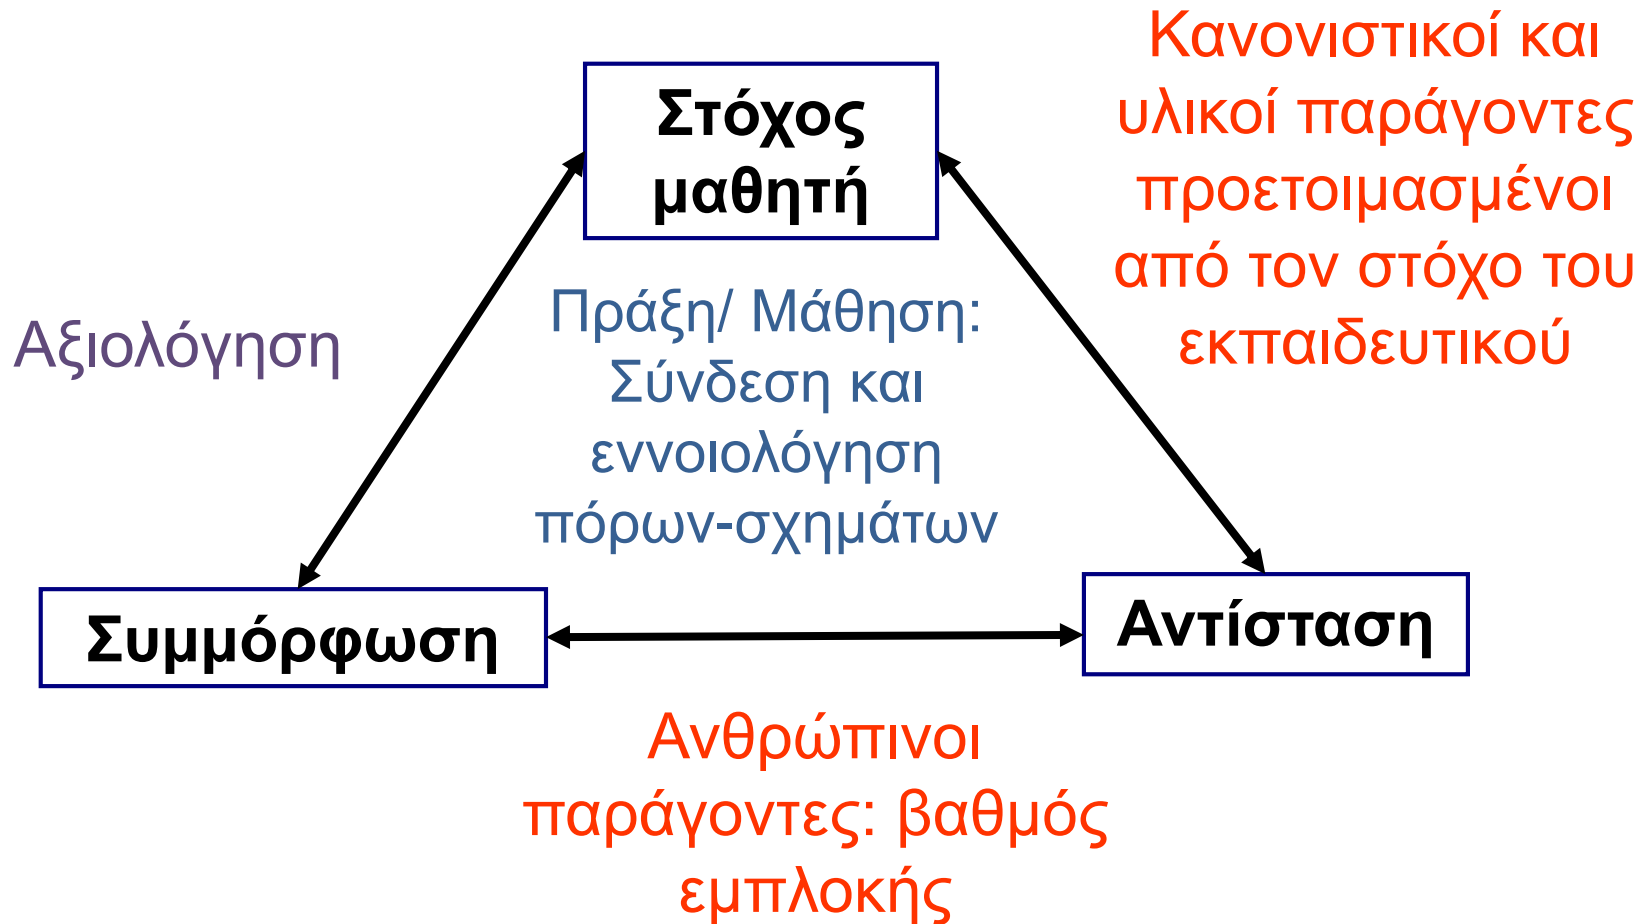 Στόχος
μαθητή
Κανονιστικοί και
υλικοί παράγοντες
προετοιμασμένοι
από τον στόχο του
εκπαιδευτικού
Αξιολόγηση
Πράξη/ Μάθηση:
Σύνδεση και
εννοιολόγηση
πόρων-σχημάτων
Συμμόρφωση
Αντίσταση
Ανθρώπινοι
παράγοντες: βαθμός
εμπλοκής